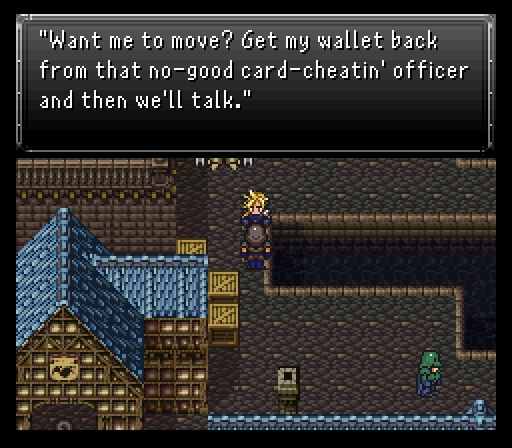 "Want me to move? Get my wallet back
from that no-good card-cheatin' officer
and then we'll talk."